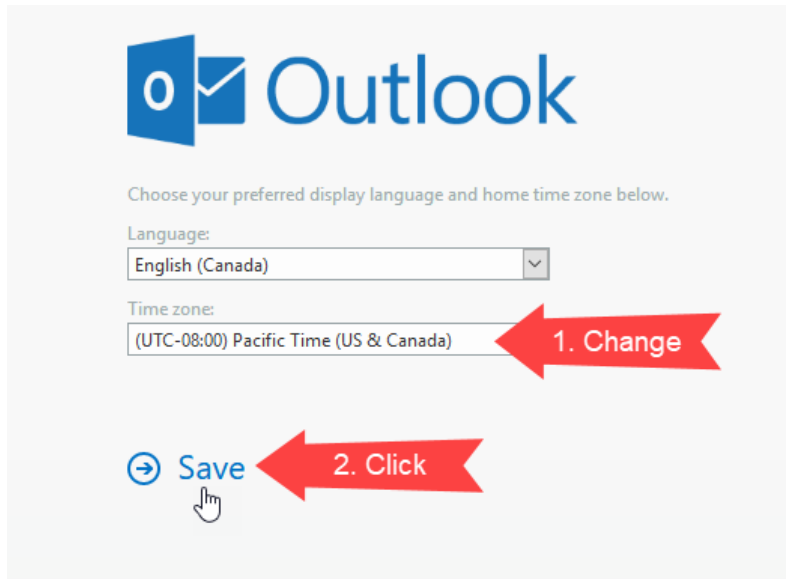 Outlook
Choose your preferred display language and home time zone below.
Language:
English (Canada)
Time zone:
(UTC-08:00) Pacific Time (US & Canada)
1. Change
Save
2. Click